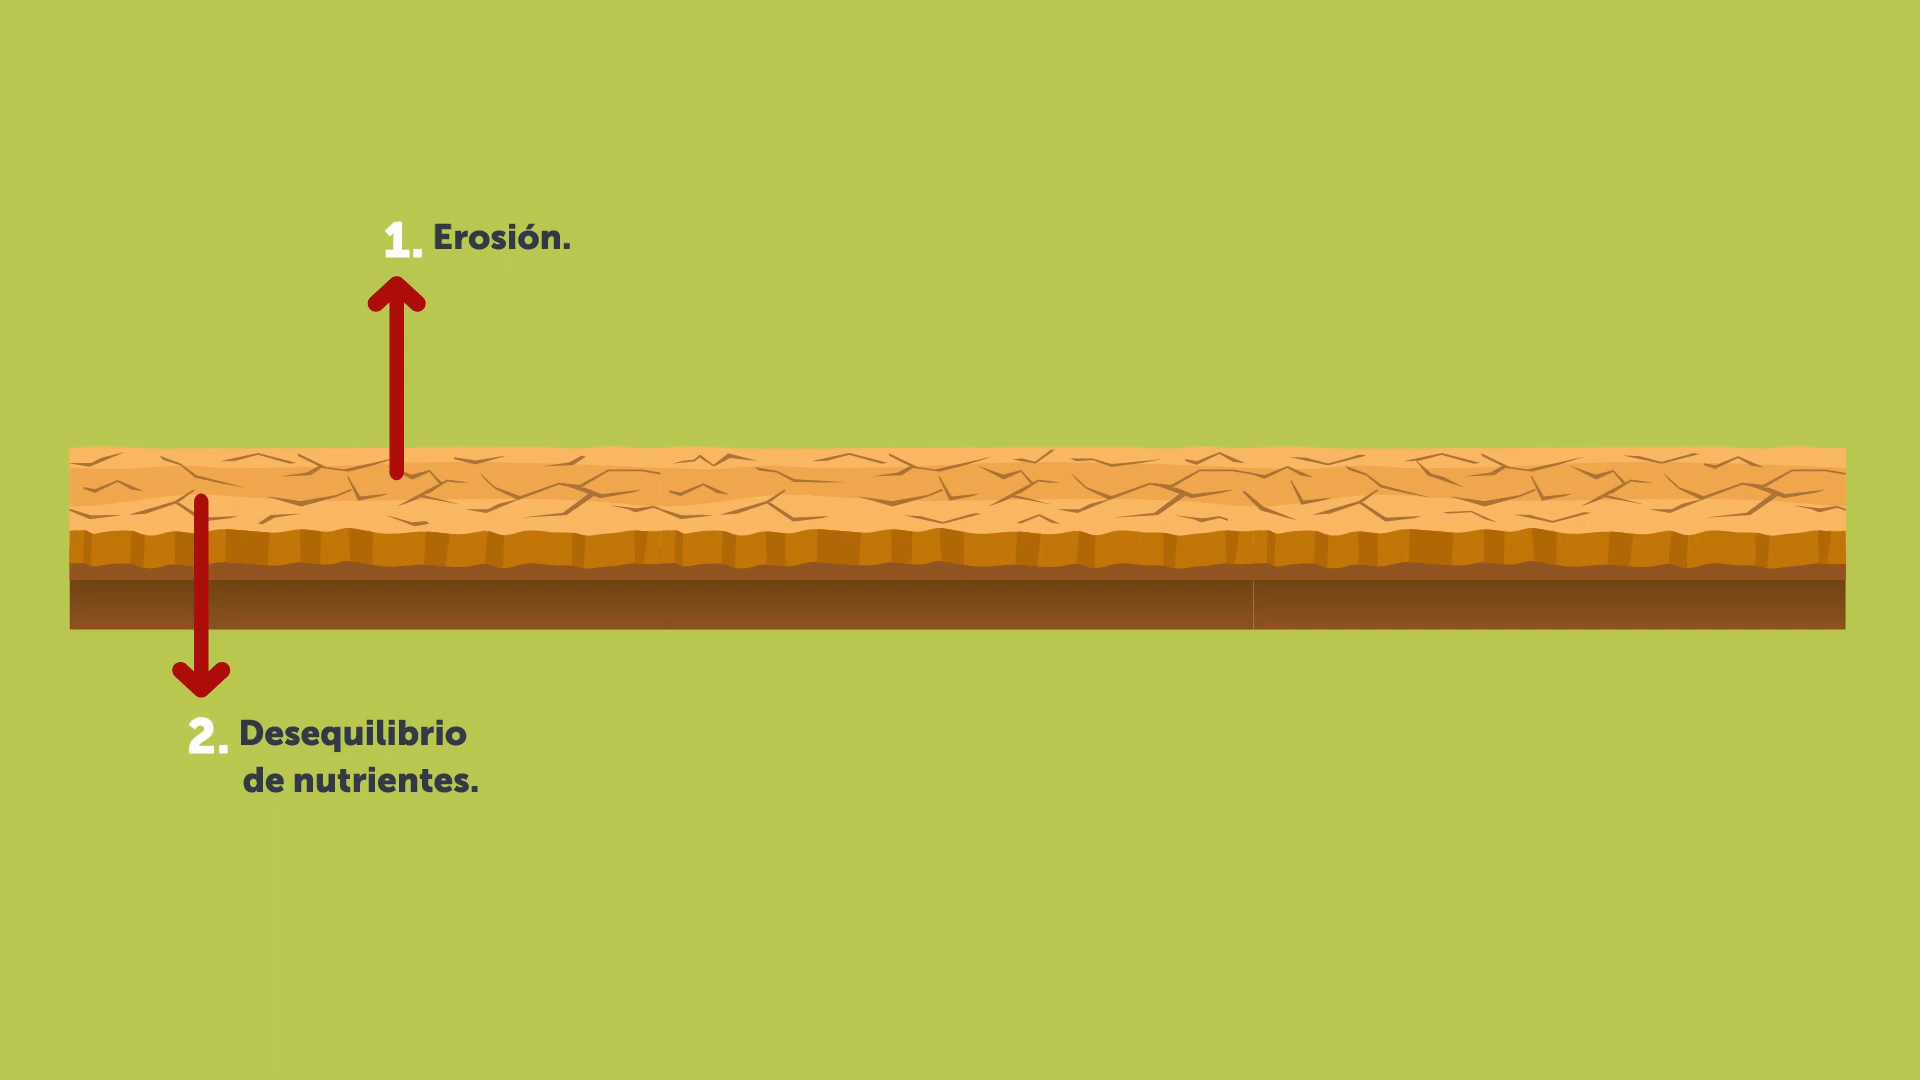 1. Erosión.
2. Desequilibrio
de nutrientes.